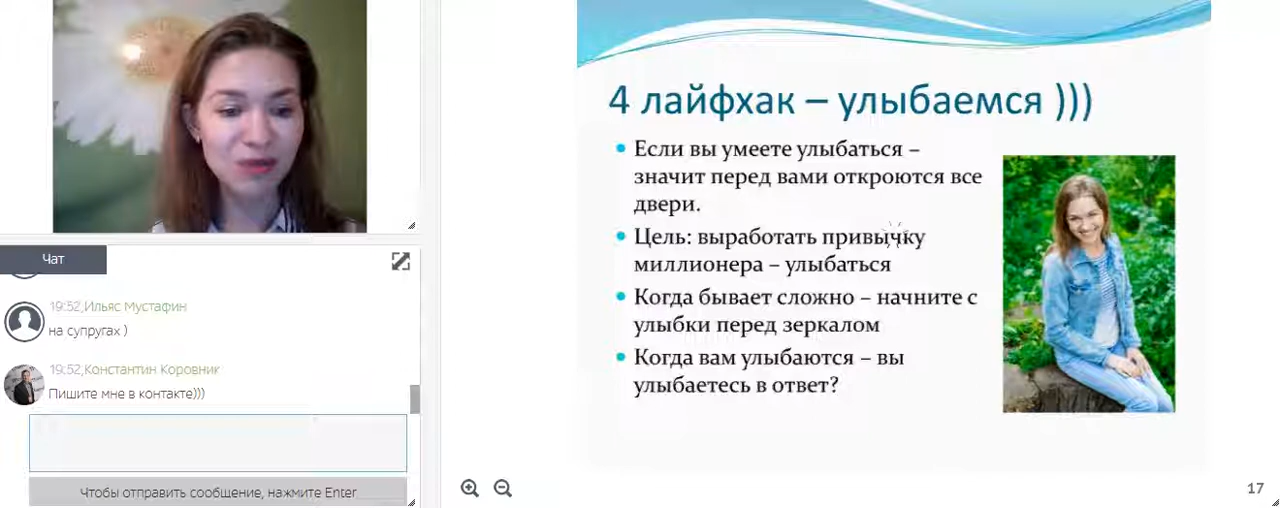 Чат
19:52,Ильяс Мустафин
на супругах )
19:52,Константин Коровник
Пишите мне в контакте)))
Чтобы отправить сообщение, нажмите Enter
4 лайфхак – улыбаемся )))
Если вы умеете улыбаться –
значит перед вами откроются все
двери.
Цель: выработать привычку
миллионера – улыбаться
Когда бывает сложно – начните с
улыбки перед зеркалом
Когда вам улыбаются – вы
улыбаетесь в ответ?
17